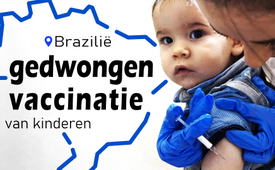 Brazilië
gedwongen
vaccinatie
van kinderen